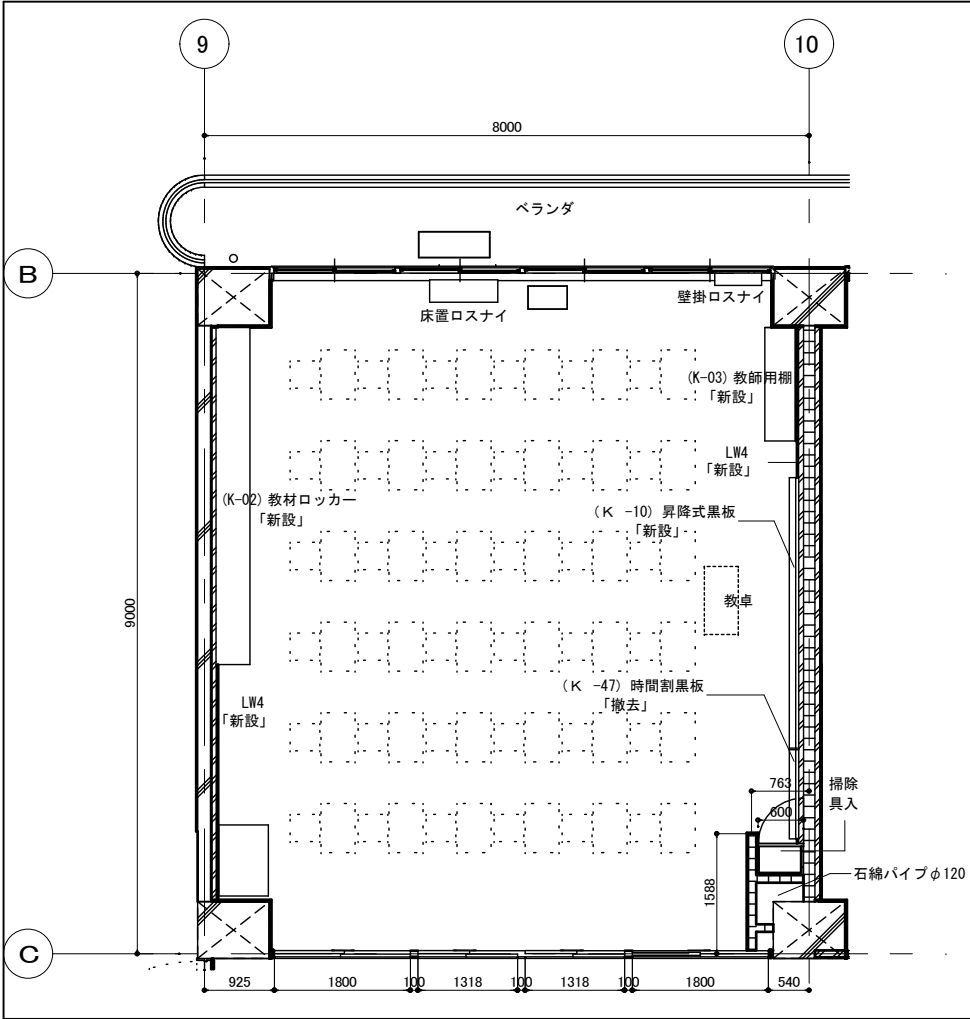 9
10
8000
ベランダ
B
床置ロスナイ
壁掛ロスナイ
(K-03) 教師用棚
「新設」
LW4
「新設」
(K-02) 教材ロッカー
「新設」
(K -10) 昇降式黒板
「新設」
教卓
9000
(K -47) 時間割黒板
「撤去」
LW4
「新設」
763
掃除
具入
600
石綿パイプφ120
1588
C
925
1800
100
1318
100
1318
100
1800
540